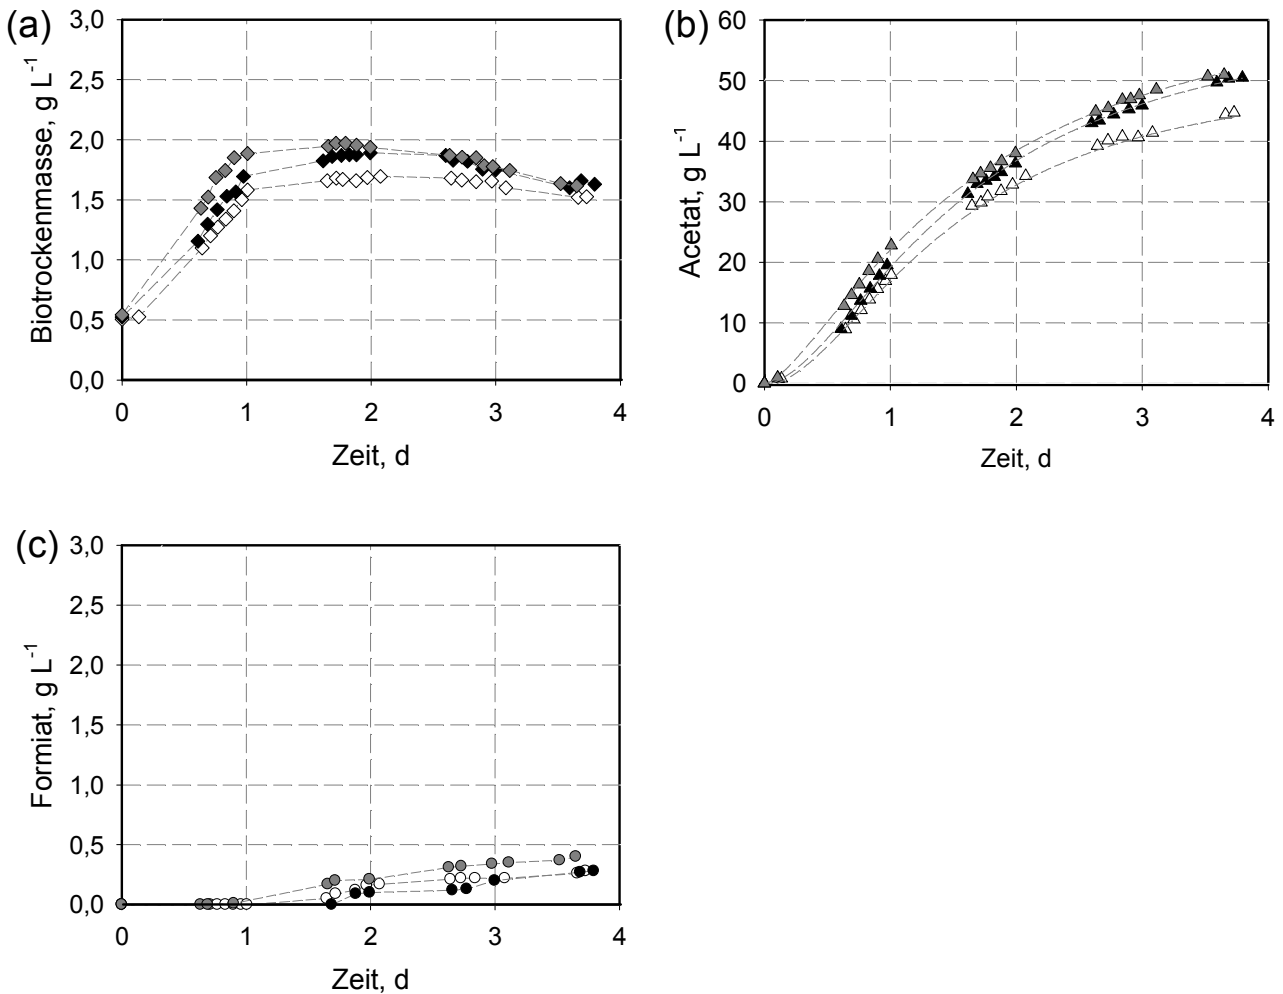 (a)
Biotrockenmasse, g L-1
3,0
2,5
2,0
1,5
1,0
0,5
0,0
0 1 2 3 4
Zeit, d
(b)
Acetat, g L-1
60
50
40
30
20
10
0
0 1 2 3 4
Zeit, d
(c)
Formiat, g L-1
3,0
2,5
2,0
1,5
1,0
0,5
0,0
0 1 2 3 4
Zeit, d